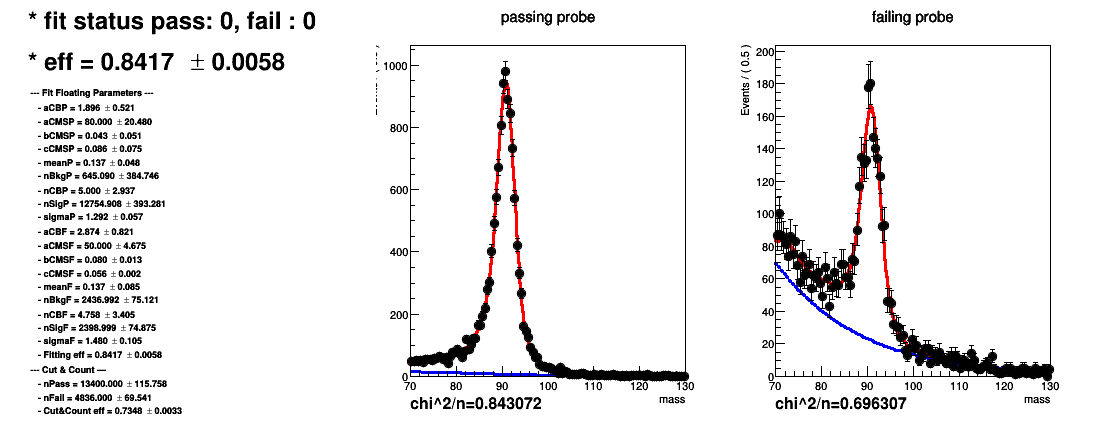 * fit status pass: 0, fail : 0
* eff = 0.8417 ± 0.0058
--- Fit Floating Parameters ---
- aCBP = 1.896 ± 0.521
- aCMSP = 80.000 ± 20.480
- bCMSP = 0.043 ± 0.051
- cCMSP = 0.086 ± 0.075
- meanP = 0.137 ± 0.048
- nBkgP = 645.090 ± 384.746
- nCBP = 5.000 ± 2.937
- nSigP = 12754.908 ± 393.281
- sigmaP = 1.292 ± 0.057
- aCBF = 2.874 ± 0.821
- aCMSF = 50.000 ± 4.675
- bCMSF = 0.080 ± 0.013
- cCMSF = 0.056 ± 0.002
- meanF = 0.137 ± 0.085
- nBkgF = 2436.992 ± 75.121
- nCBF = 4.758 ± 3.405
- nSigF = 2398.999 ± 74.875
- sigmaF = 1.480 ± 0.105
- Fitting eff = 0.8417 ± 0.0058
--- Cut & Count ---
- nPass = 13400.000 ± 115.758
- nFail = 4836.000 ± 69.541
- Cut&Count eff = 0.7348 ± 0.0033
passing probe
1000
800
600
400
200
0
70 80 90 100 110 120 130
mass
chi^2/n=0.843072
failing probe
Events / ( 0.5 )
200
180
160
140
120
100
80
60
40
20
0
70 80 90 100 110 120 130
mass
chi^2/n=0.696307